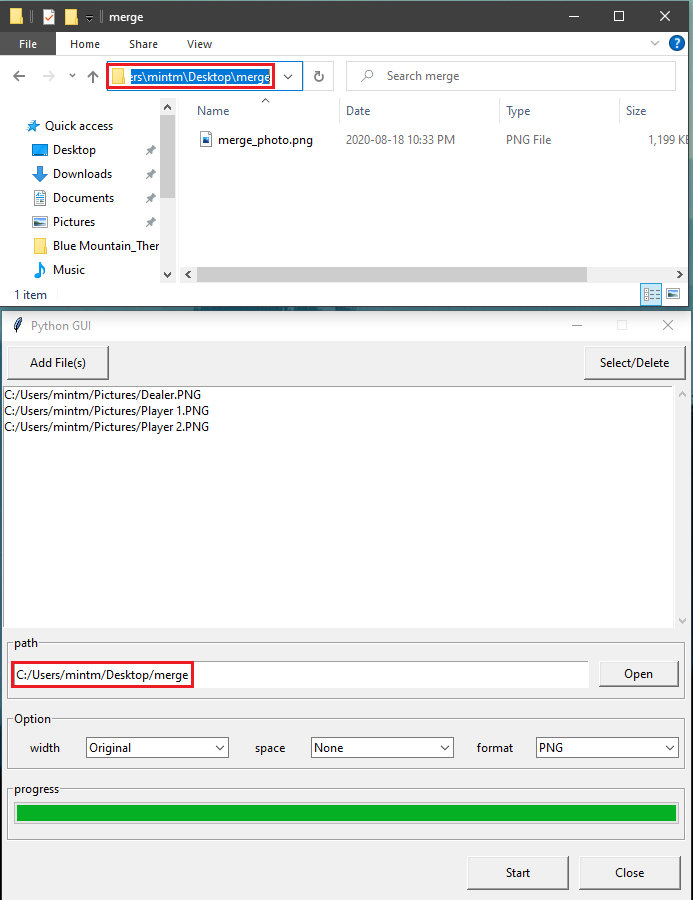 merge
File Home Share View
ers\mintm\Desktop\merge Search merge
Name Date Type Size
Quick access
merge_photo.png 2020-08-18 10:33 PM PNG File 1,199 KB
Desktop
Downloads
Documents
Pictures
Blue Mountain_Ther
Music
1 item
Python GUI
Add File(s) Select/Delete
C:/Users/mintm/Pictures/Dealer.PNG
C:/Users/mintm/Pictures/Player 1.PNG
C:/Users/mintm/Pictures/Player 2.PNG
path
C:/Users/mintm/Desktop/merge Open
Option
width Original space None format PNG
progress
Start Close